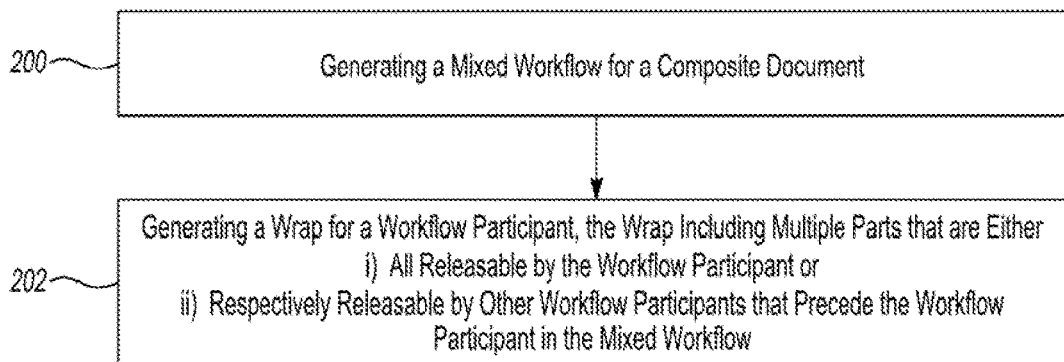 200
Generating a Mixed Workflow for a Composite Document
Generating a Wrap for a Workflow Participant, the Wrap Including Multiple Parts that are Either
i) All Releasable by the Workflow Participant or
202
ii) Respectively Releasable by Other Workflow Participants that Precede the Workflow
Participant in the Mixed Workflow